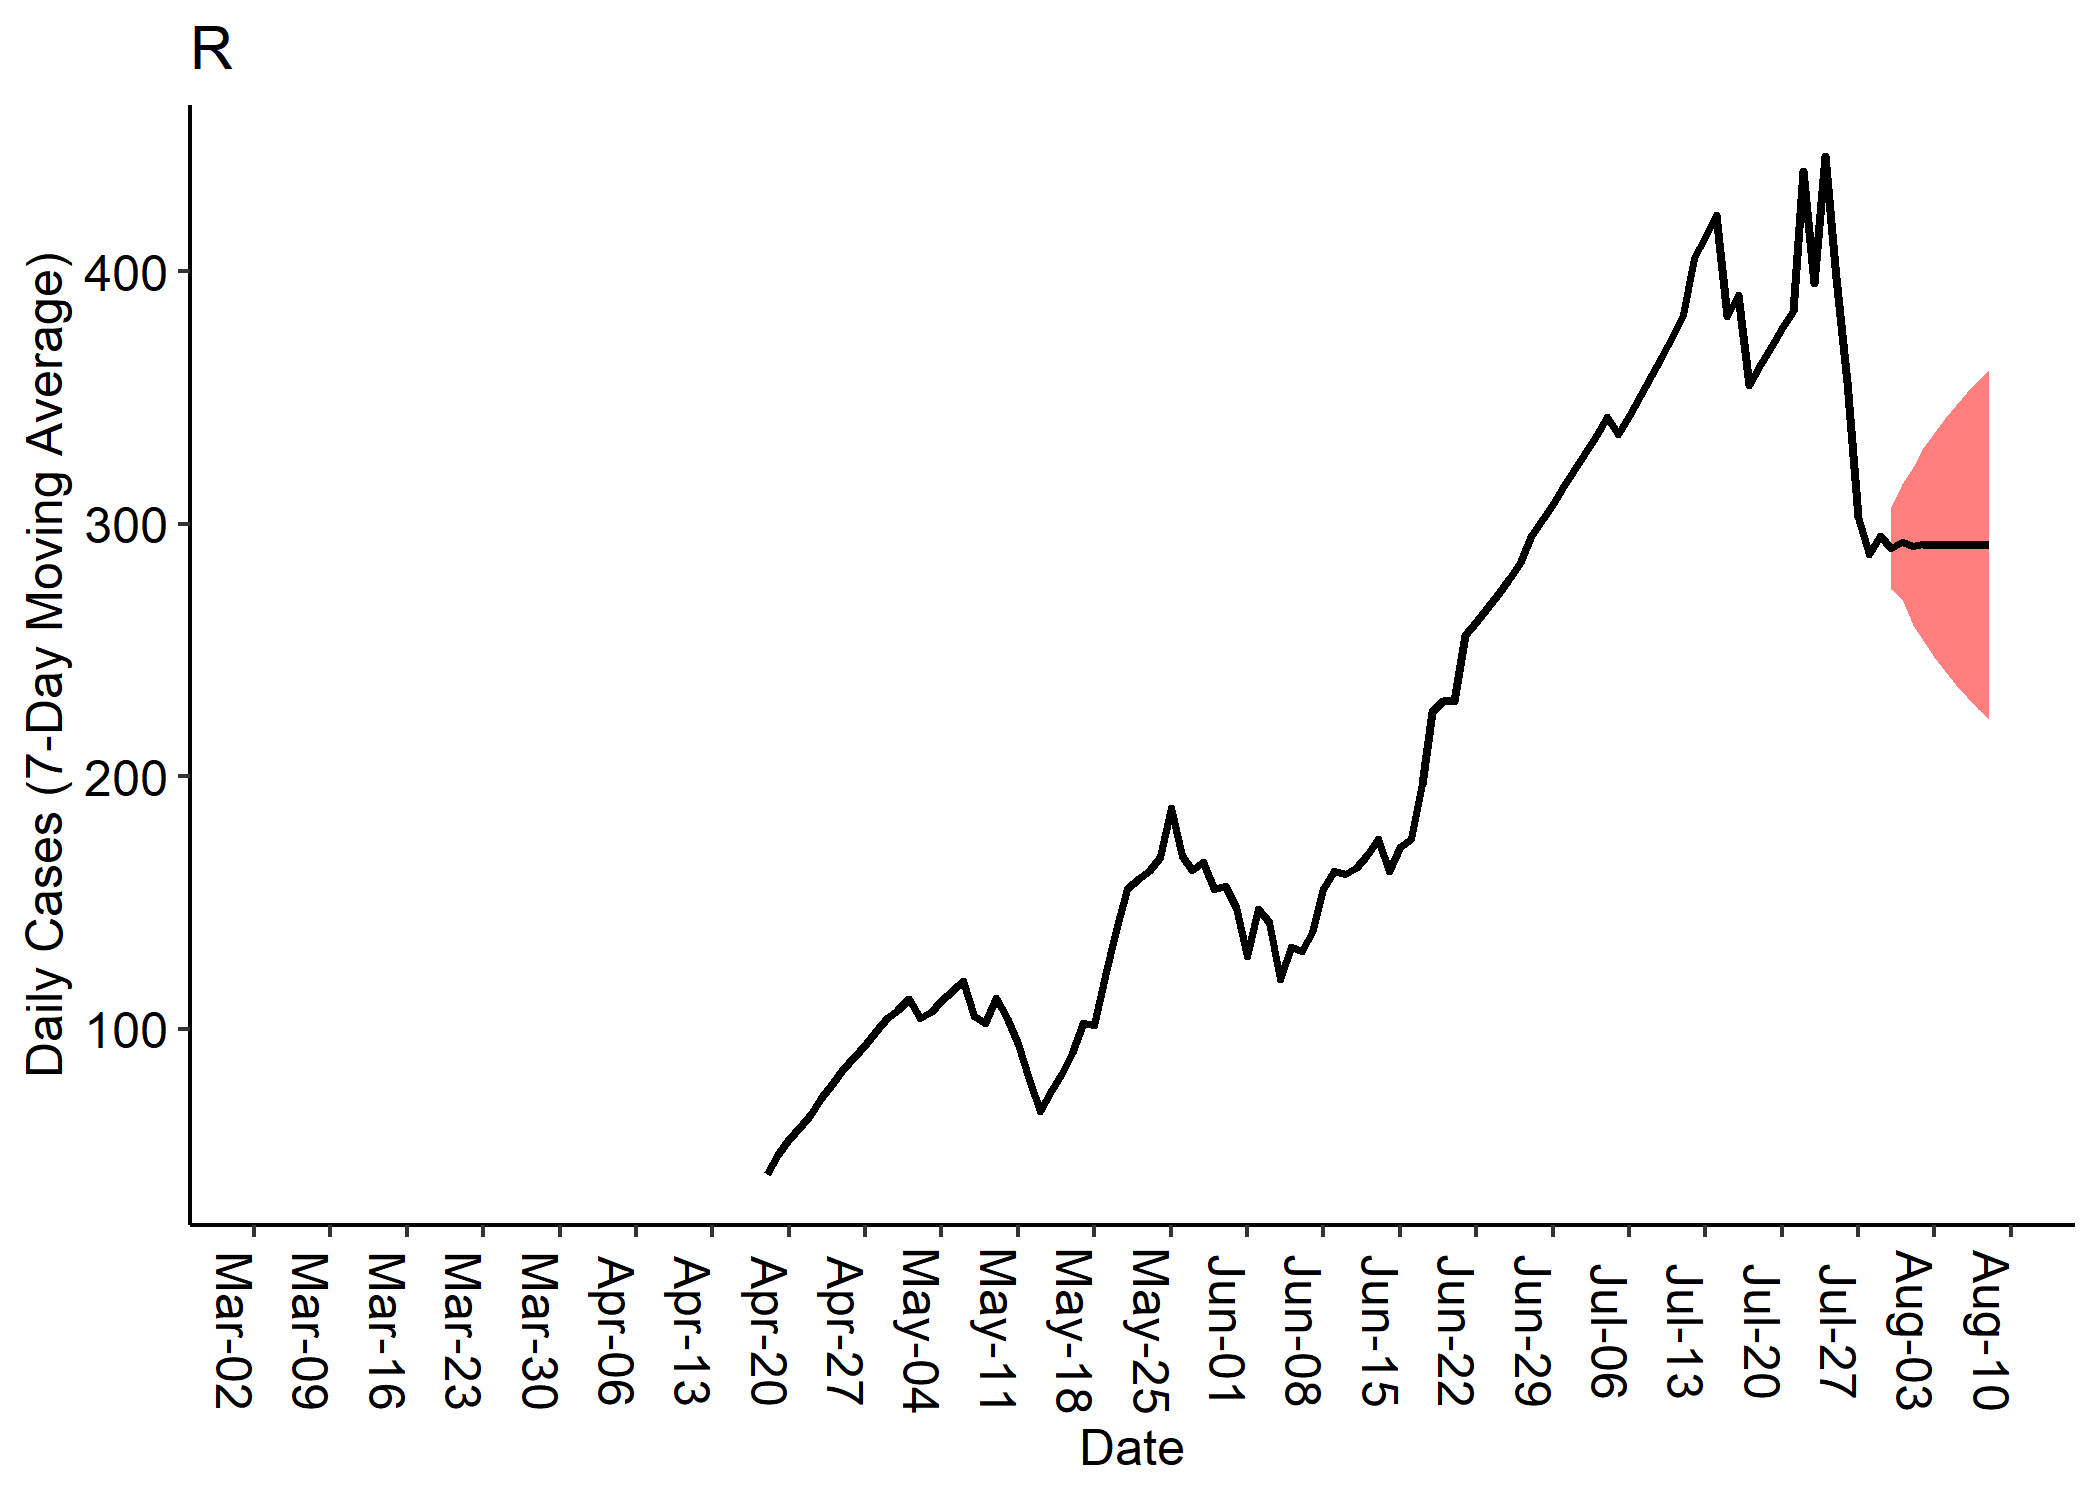 R
Daily Cases (7-Day Moving Average)
400
300
200
100
Mar-02
Mar-09
Mar-16
Mar-23
Mar-30
Apr-06
Apr-13
Apr-20
Apr-27
May-04
May-11
May-18
May-25
Jun-01
Jun-08
Jun-15
Jun-22
Jun-29
Jul-06
Jul-13
Jul-20
Jul-27
Aug-03
Aug-10
Date